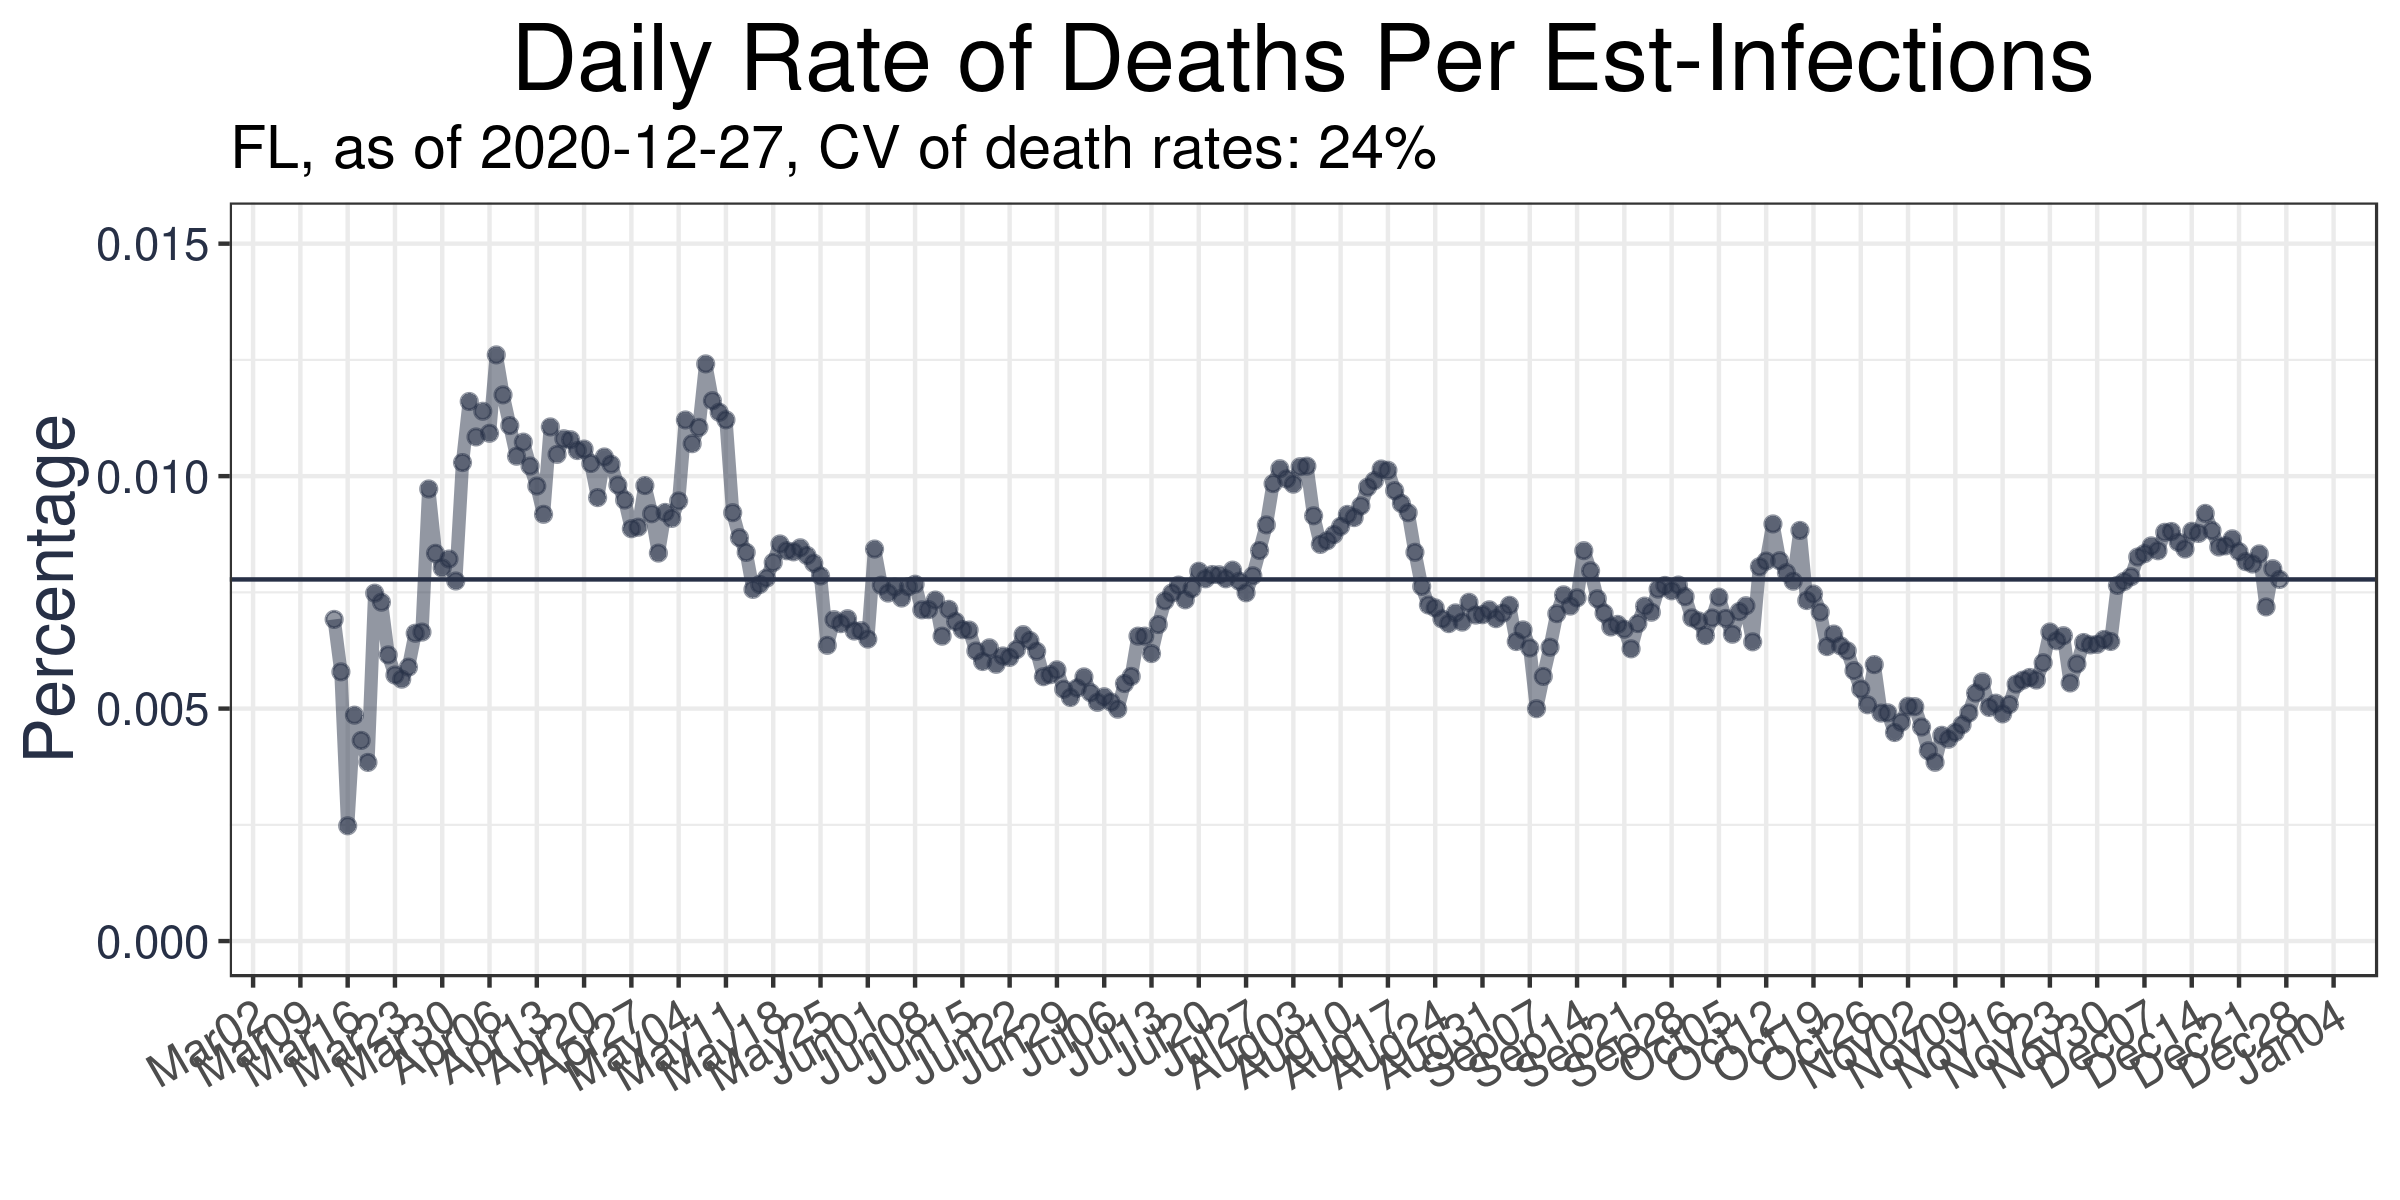 Daily Rate of Deaths Per Est-Infections
FL, as of 2020-12-27, CV of death rates: 24%
Percentage
0.015
0.010
0.005
0.000
Mar02
Mar09
Mar16
Mar23
Mar30
Apr06
Apr13
Apr20
Apr27
May04
May11
May18
May25
Jun01
Jun08
Jun15
Jun22
Jun29
Jul06
Jul13
Jul20
Jul27
Aug03
Aug10
Aug17
Aug24
Aug31
Sep07
Sep14
Sep21
Sep28
Oct05
Oct12
Oct19
Oct26
Nov02
Nov09
Nov16
Nov23
Nov30
Dec07
Dec14
Dec21
Dec28
Jan04